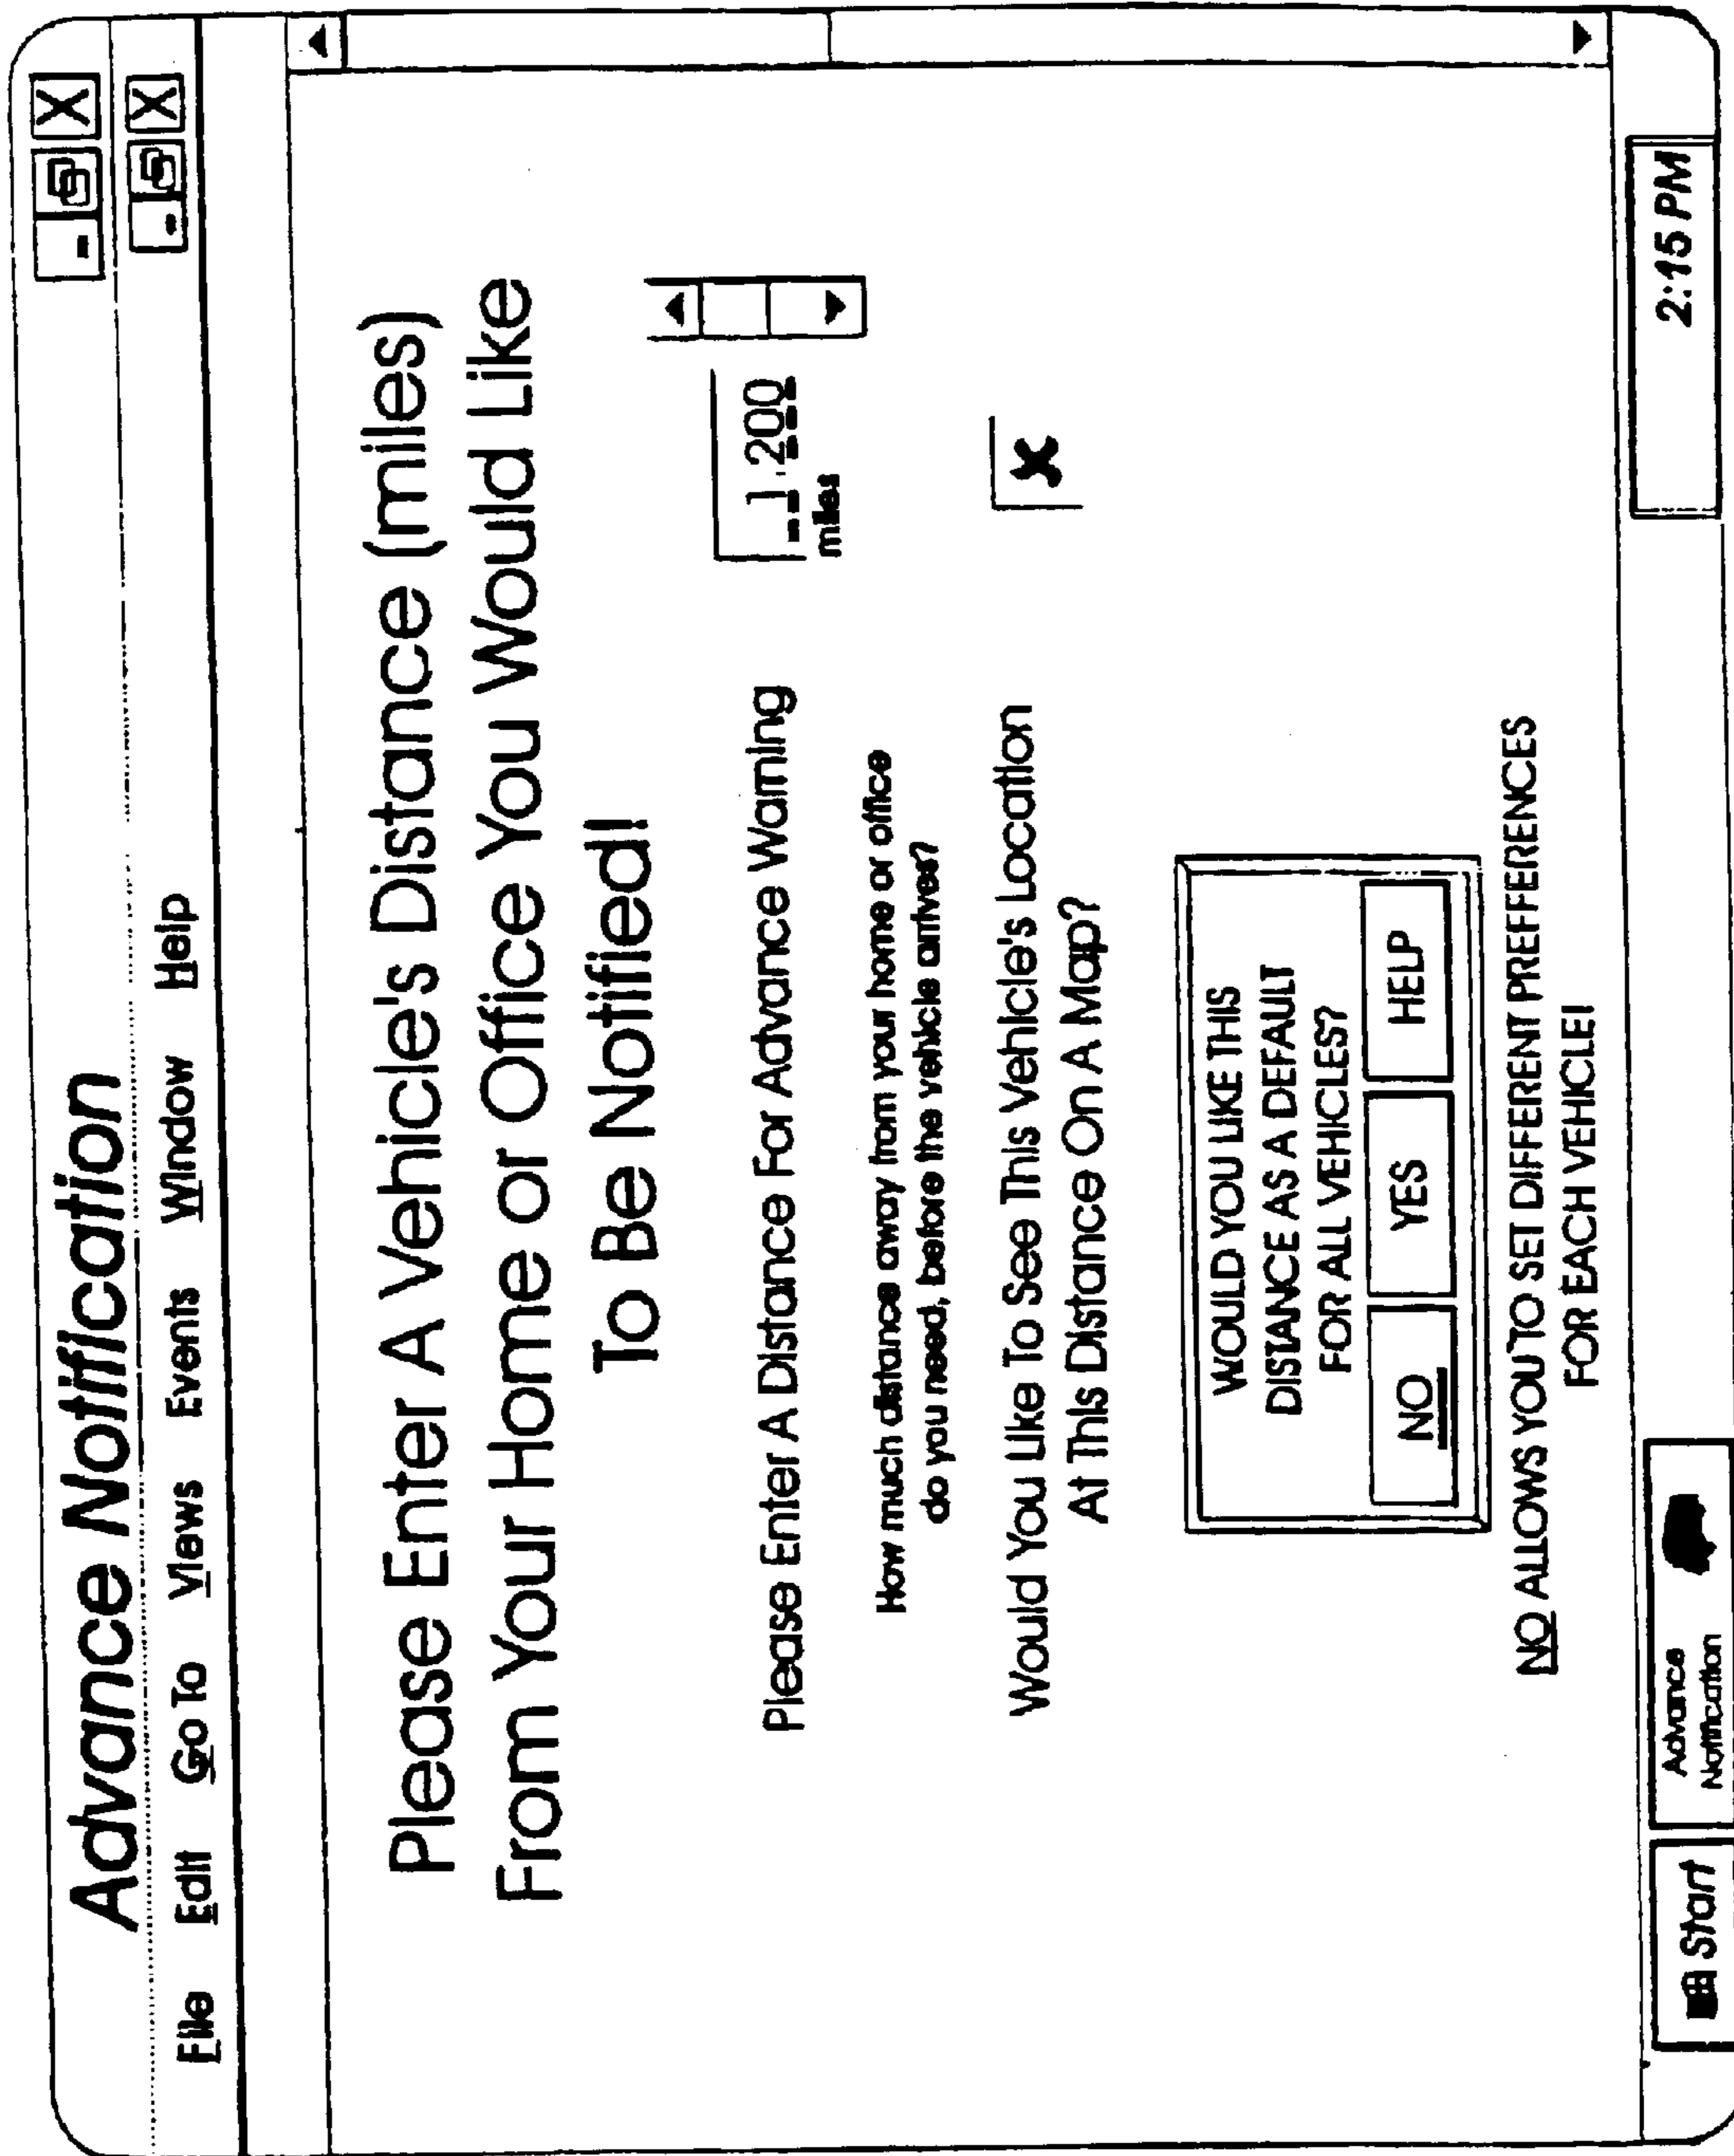 Advance Notification
File Edit Go To Views Events Window Help
Please Enter A Vehicle's Distance (miles)
From Your Home or Office You Would Like
To Be Notified!
Please Enter A Distance For Advance Warning
1.200
miles
How much distance away from your home or office
do you need, before the vehicle arrives?
Would You Like To See This Vehicle's Location
At This Distance On A Map?
X
WOULD YOU LIKE THIS
DISTANCE AS A DEFAULT
FOR ALL VEHICLES?
NO YES HELP
NO ALLOWS YOU TO SET DIFFERENT PREFFERENCES
FOR EACH VEHICLE!
Start
Advance
Notification
2:15 PM